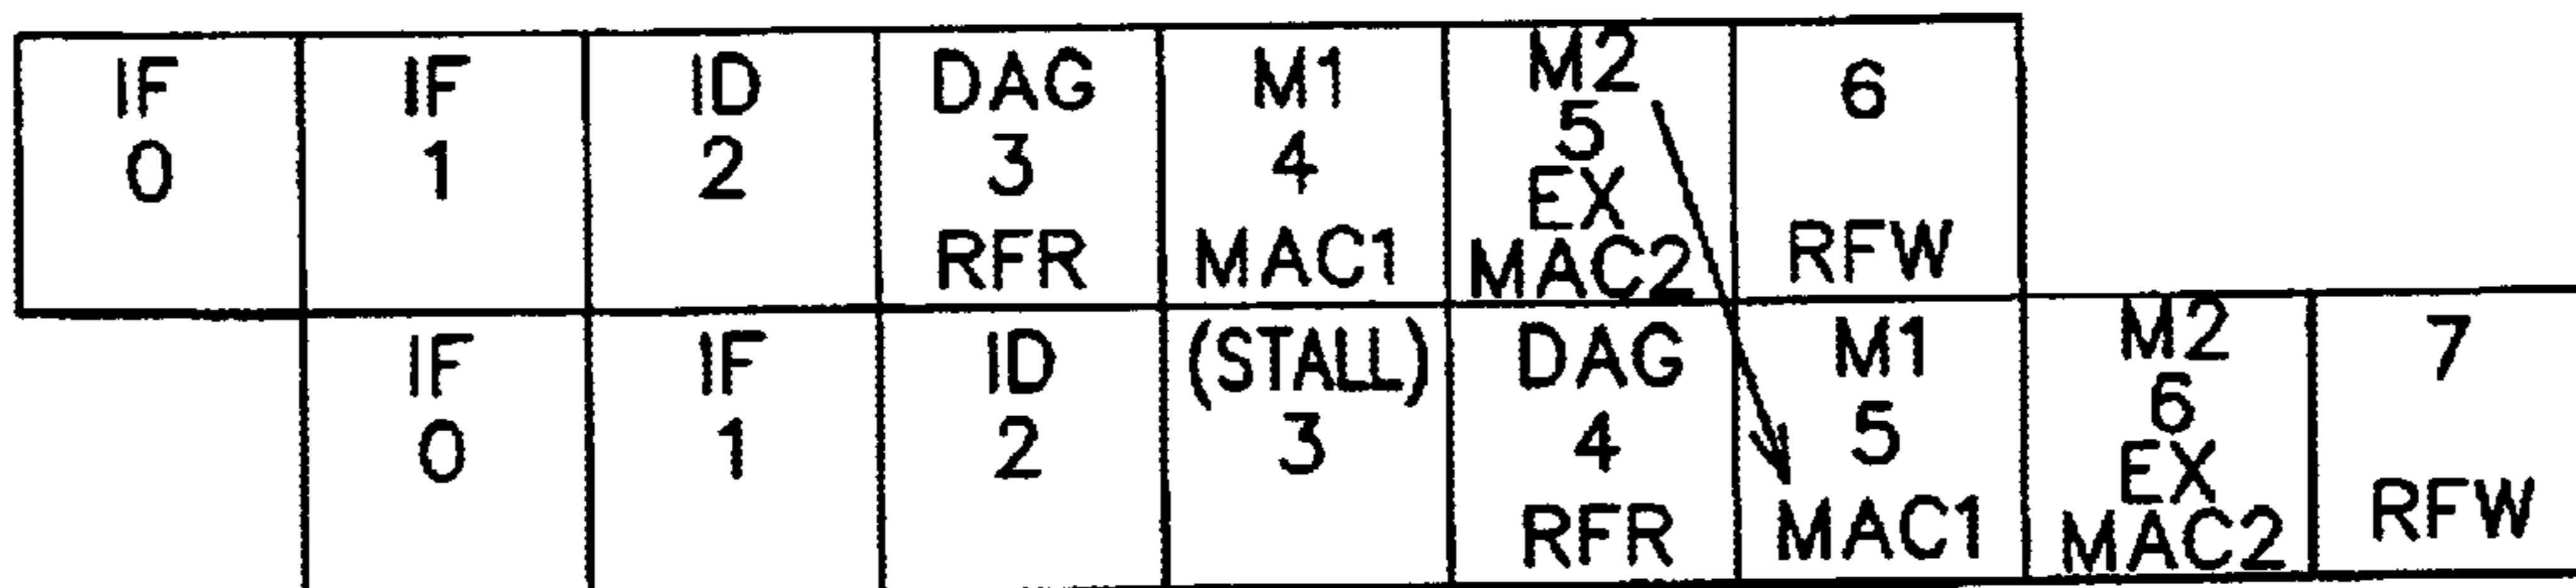 IF IF ID DAG M1 M2 6
0 1 2 3 4 5
EX
RFR MAC1 MAC2 RFW
IF IF ID (STALL) DAG M1 M2 7
0 1 2 3 4 5 6
EX
RFR MAC1 MAC2 RFW